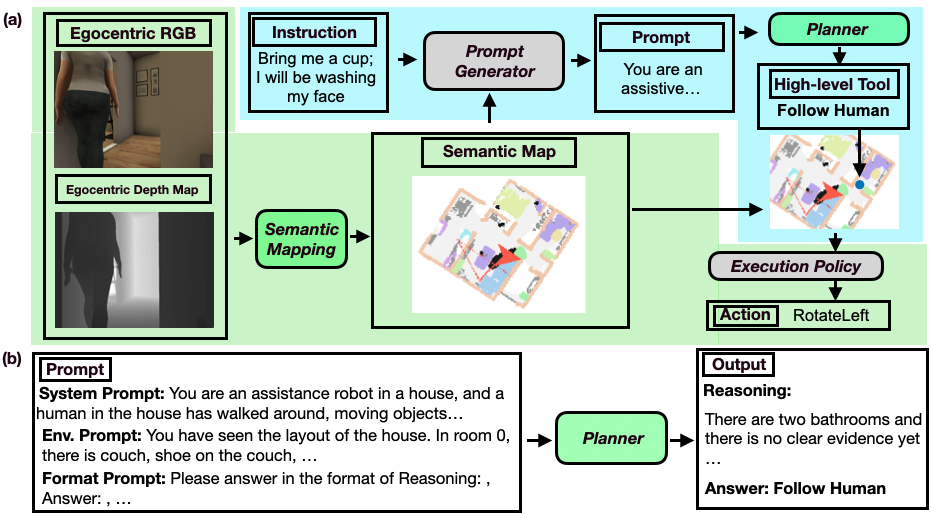 (a)
Egocentric RGB
Egocentric Depth Map
Semantic
Mapping
Instruction
Bring me a cup;
I will be washing
my face
Prompt
Generator
Prompt
You are an
assistive…
Planner
High-level Tool
Follow Human
Semantic Map
Execution Policy
Action RotateLeft
(b)
Prompt
System Prompt: You are an assistance robot in a house, and a
human in the house has walked around, moving objects…
Env. Prompt: You have seen the layout of the house. In room 0,
there is couch, shoe on the couch, …
Format Prompt: Please answer in the format of Reasoning: ,
Answer: , …
Planner
Output
Reasoning:
There are two bathrooms and
there is no clear evidence yet
…
Answer: Follow Human